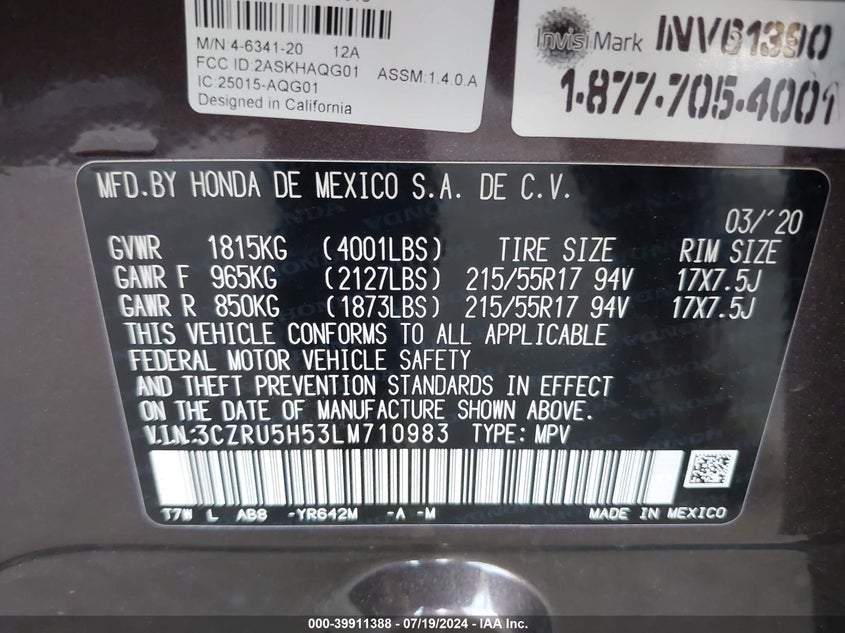 M/N:4-6341-20 12A
FCC ID:2ASKHAQG01
IC:25015-AQG01 ASSM:1.4.0.A
Designed in California
InvisiMark INV61390
1-877-705-4001
MFD.BY HONDA DE MEXICO S.A. DE C.V.
03/'20
GVWR 1815KG (4001LBS) TIRE SIZE RIM SIZE
GAWR F 965KG (2127LBS) 215/55R17 94V 17X7.5J
GAWR R 850KG (1873LBS) 215/55R17 94V 17X7.5J
THIS VEHICLE CONFORMS TO ALL APPLICABLE
FEDERAL MOTOR VEHICLE SAFETY
AND THEFT PREVENTION STANDARDS IN EFFECT
ON THE DATE OF MANUFACTURE SHOWN ABOVE.
V.I.N.:3CZRU5H53LM710983 TYPE: MPV
T7W L AB8 -YR642M -A -M MADE IN MEXICO
000-39911388 | 07/19/2024 | IAA Inc.